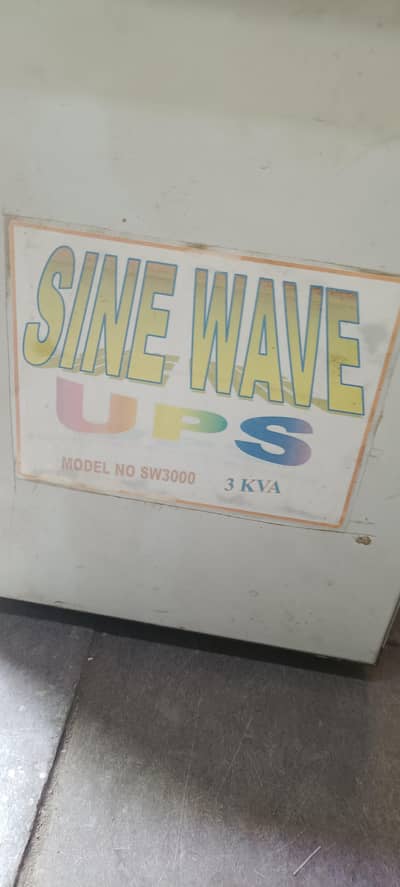 SINE WAVE
UPS
MODEL NO SW3000 3 KVA